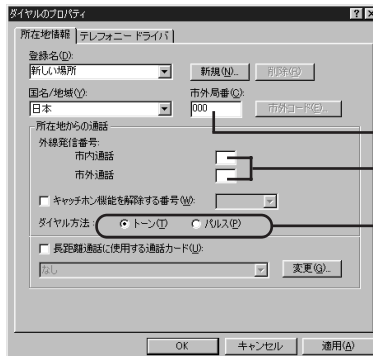 ダイヤルのプロパティ
所在地情報 テレフォニー ドライバ
登録名(D):
新しい場所 新規(N)... 削除(R)
国名/地域(Y): 市外局番(C):
日本 000 市外コード(E)...
所在地からの通話
外線発信番号:
市内通話
市外通話
キャッチホン機能を解除する番号(W):
ダイヤル方法: トーン(T) パルス(P)
長距離通話に使用する通話カード(U):
なし 変更(G)...
OK キャンセル 適用(A)